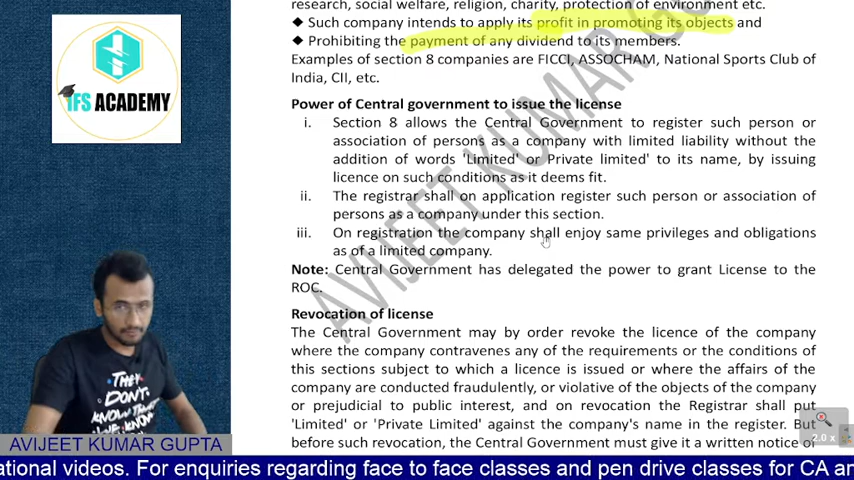 research, social welfare, religion, charity, protection of environment etc.
❖ Such company intends to apply its profit in promoting its objects and
❖ Prohibiting the payment of any dividend to its members.
Examples of section 8 companies are FICCI, ASSOCHAM, National Sports Club of
India, CII, etc.
Power of Central government to issue the license
i. Section 8 allows the Central Government to register such person or
association of persons as a company with limited liability without the
addition of words 'Limited' or Private limited' to its name, by issuing
licence on such conditions as it deems fit.
ii. The registrar shall on application register such person or association of
persons as a company under this section.
iii. On registration the company shall enjoy same privileges and obligations
as of a limited company.
Note: Central Government has delegated the power to grant License to the
ROC.
Revocation of license
The Central Government may by order revoke the licence of the company
where the company contravenes any of the requirements or the conditions of
this sections subject to which a licence is issued or where the affairs of the
company are conducted fraudulently, or violative of the objects of the company
or prejudicial to public interest, and on revocation the Registrar shall put
'Limited' or 'Private Limited' against the company's name in the register. But
before such revocation, the Central Government must give it a written notice of
AVIJEET KUMAR GU
IFS ACADEMY
THEY
DON'T
KNOW THAT
WE KNOW
AVIJEET KUMAR GUPTA
2.0 x
ational videos. For enquiries regarding face to face classes and pen drive classes for CA an